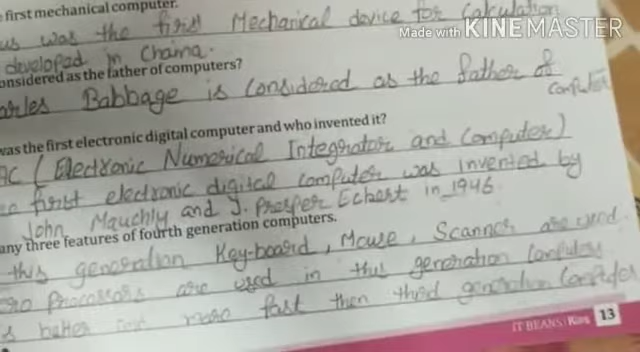 first mechanical computer.
us was the first Mechanical device for Calculation
Made with KINEMASTER
developed in Chaina.
onsidered as the father of computers?
arles Babbage is Considered as the father of
Computer
was the first electronic digital computer and who invented it?
AC (Electronic Numerical Integrator and Computer)
first electronic digital computer was invented by
John Mauchly and J. Presper Eckert in 1946
any three features of fourth generation computers.
this generation Key-board, Mouse, Scanner are used.
cro Processors are used in this generation Computers
fast then third generation Computer
IT BEANS: 13